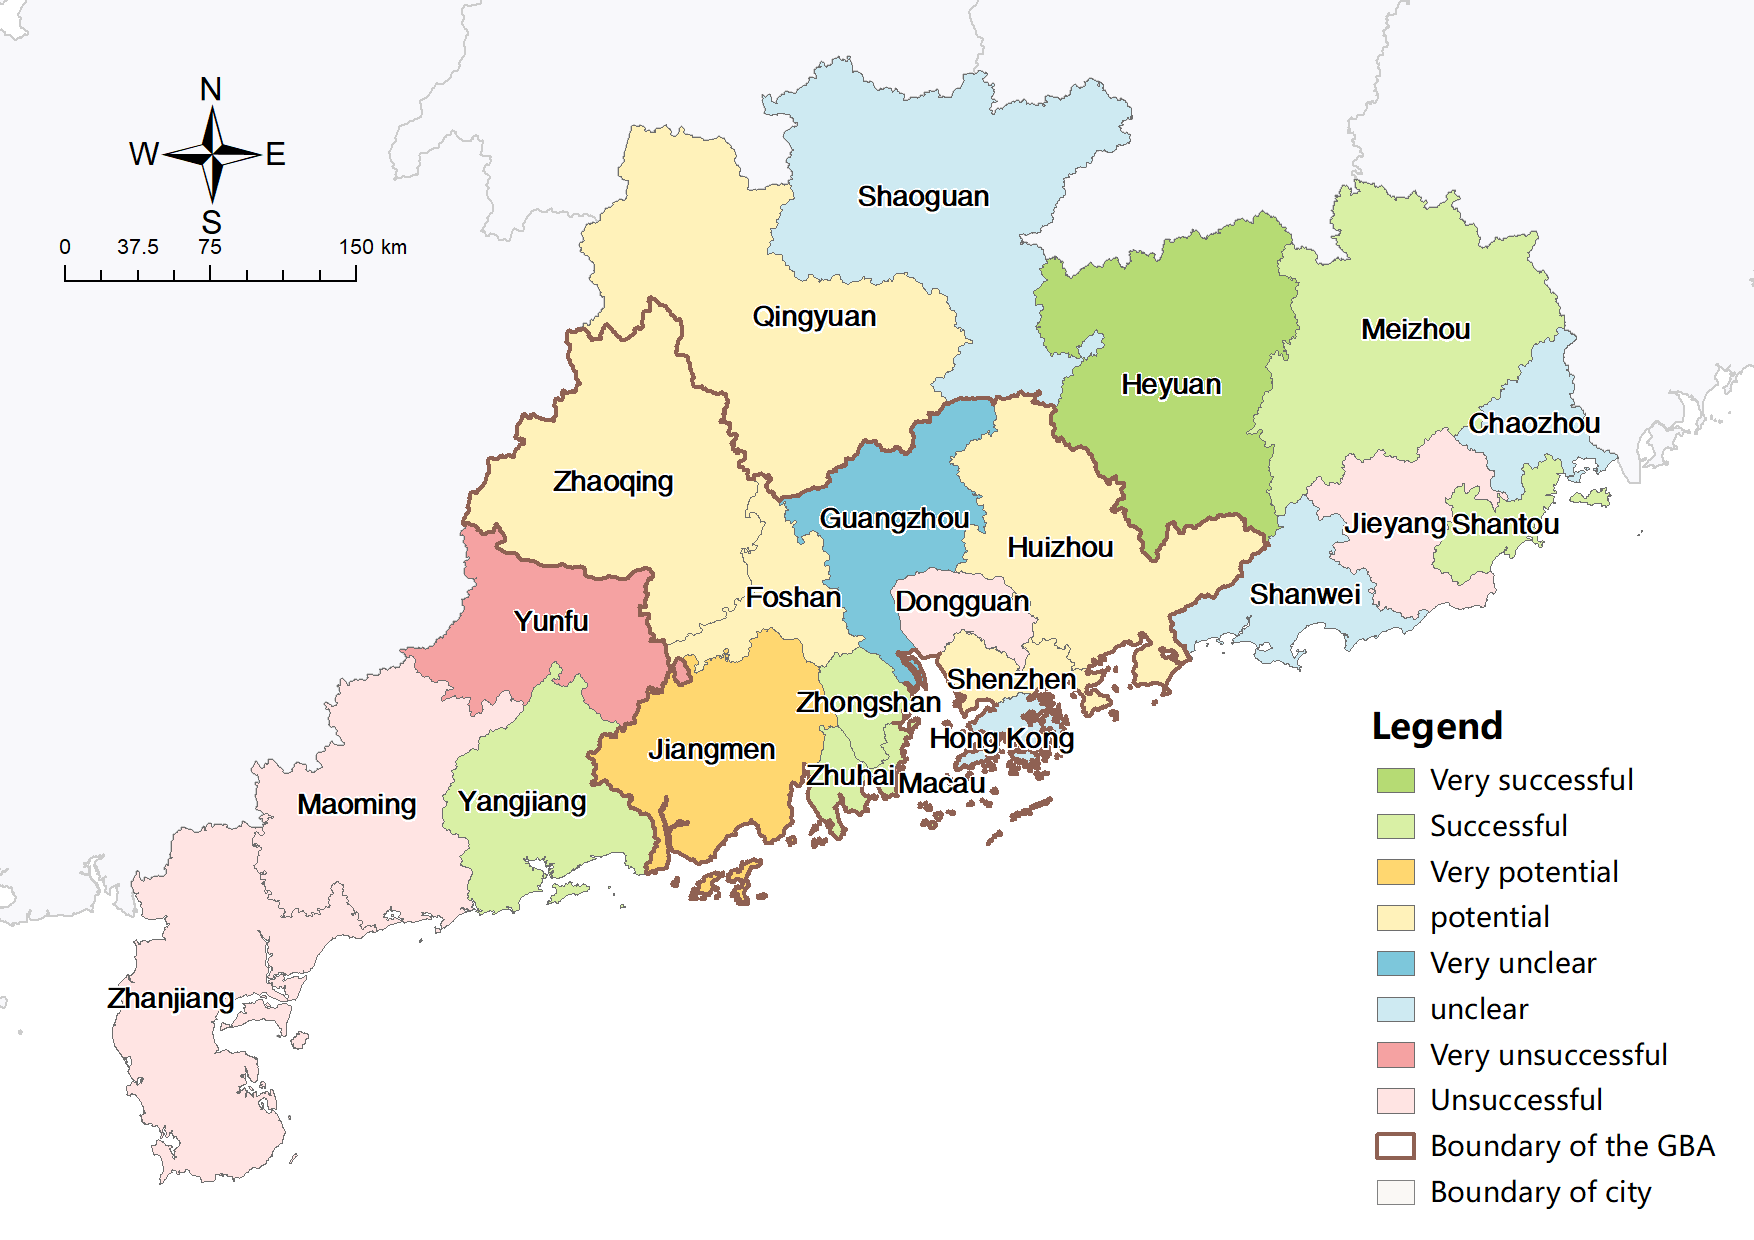 N
W E
S
0 37.5 75 150 km
Shaoguan
Qingyuan
Meizhou
Heyuan
Chaozhou
Zhaoqing
Guangzhou
Jieyang Shantou
Huizhou
Shanwei
Foshan
Dongguan
Yunfu
Shenzhen
Zhongshan
Hong Kong
Jiangmen
Zhuhai
Macau
Maoming
Yangjiang
Zhanjiang
Legend
Very successful
Successful
Very potential
potential
Very unclear
unclear
Very unsuccessful
Unsuccessful
Boundary of the GBA
Boundary of city